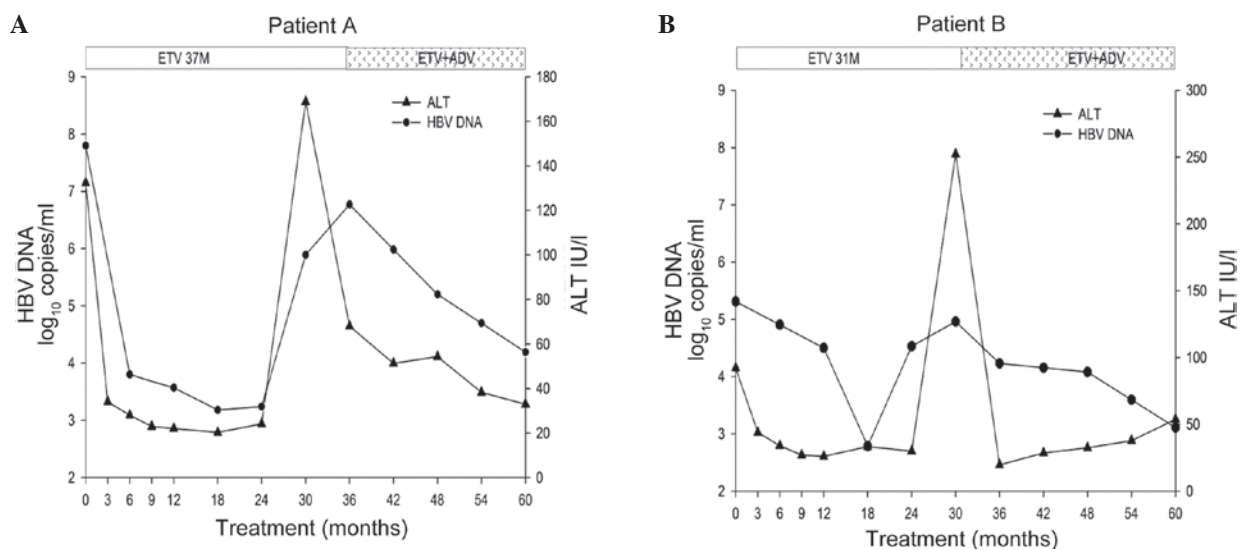 A
Patient A
ETV 37M
ETV+ADV
9
8
7
6
5
4
3
2
HBV DNA
log10 copies/ml
180
160
140
120
100
80
60
40
20
0
ALT IU/l
ALT
HBV DNA
0 3 6 9 12 18 24 30 36 42 48 54 60
Treatment (months)
B
Patient B
ETV 31M
ETV+ADV
9
8
7
6
5
4
3
2
HBV DNA
log10 copies/ml
300
250
200
150
100
50
0
ALT IU/l
ALT
HBV DNA
0 3 6 9 12 18 24 30 36 42 48 54 60
Treatment (months)